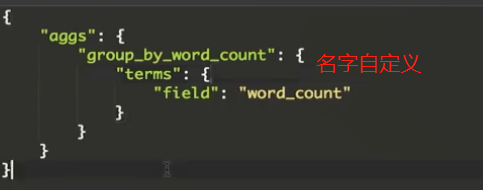 {
    "aggs": {
        "group_by_word_count": { 名字自定义
            "terms": {
                "field": "word_count"
            }
        }
    }
}